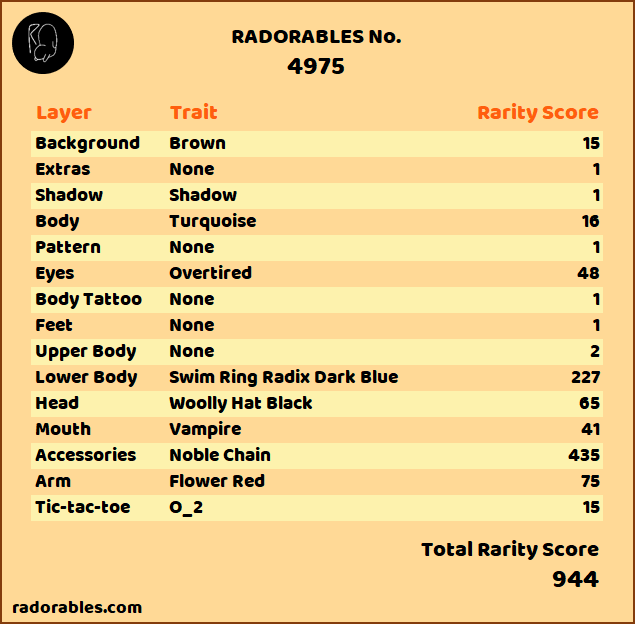 RADORABLES No.
4975
Layer Trait Rarity Score
Background Brown 15
Extras None 1
Shadow Shadow 1
Body Turquoise 16
Pattern None 1
Eyes Overtired 48
Body Tattoo None 1
Feet None 1
Upper Body None 2
Lower Body Swim Ring Radix Dark Blue 227
Head Woolly Hat Black 65
Mouth Vampire 41
Accessories Noble Chain 435
Arm Flower Red 75
Tic-tac-toe O_2 15
Total Rarity Score
944
radorables.com